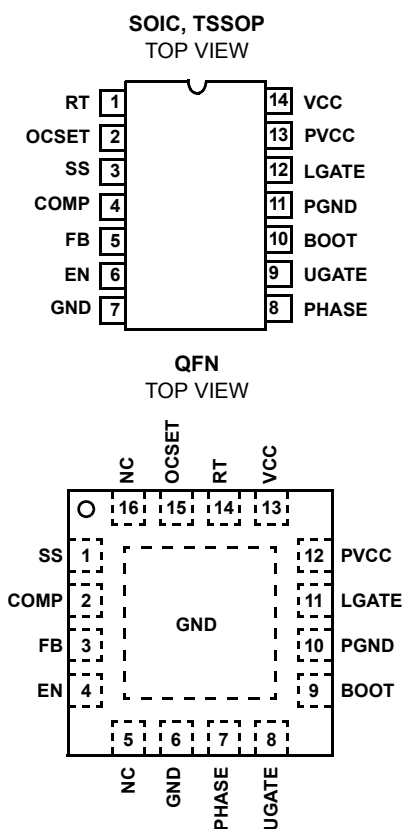 SOIC, TSSOP
TOP VIEW
RT 1 14 VCC
OCSET 2 13 PVCC
SS 3 12 LGATE
COMP 4 11 PGND
FB 5 10 BOOT
EN 6 9 UGATE
GND 7 8 PHASE
QFN
TOP VIEW
NC OCSET RT VCC
16 15 14 13
SS 1 12 PVCC
COMP 2 11 LGATE
GND
FB 3 10 PGND
EN 4 9 BOOT
5 6 7 8
NC GND PHASE UGATE